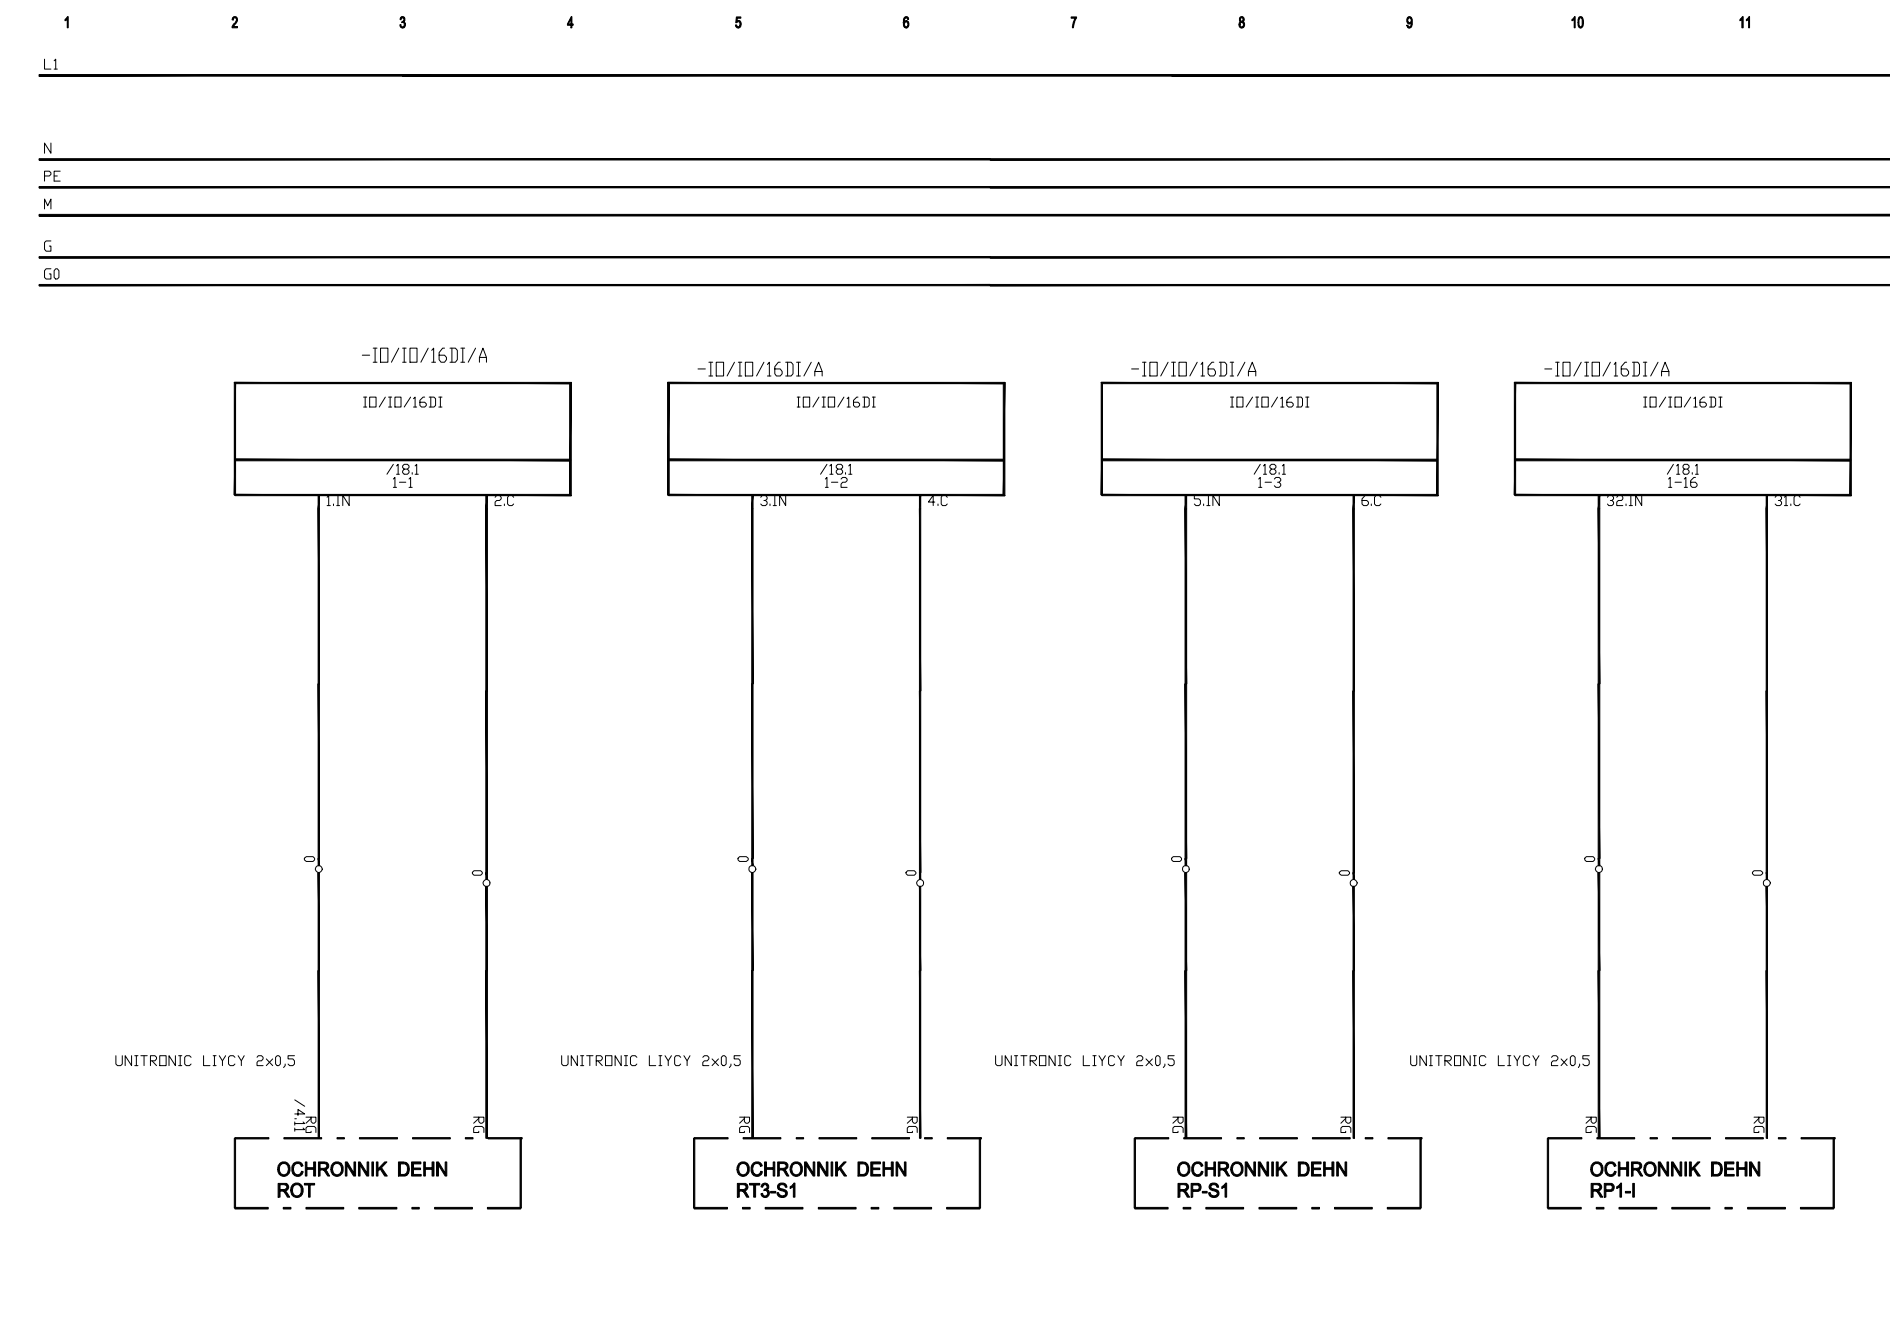 1 2 3 4 5 6 7 8 9 10 11
L1
N
PE
M
G
G0
-IO/IO/16DI/A -IO/IO/16DI/A -IO/IO/16DI/A -IO/IO/16DI/A
IO/IO/16DI IO/IO/16DI IO/IO/16DI IO/IO/16DI
/18.1 /18.1 /18.1 /18.1
1-1 1-2 1-3 1-16
1.IN 2.C 3.IN 4.C 5.IN 6.C 32.IN 31.C
0 0 0 0 0 0 0 0
UNITRONIC LIYCY 2x0,5 UNITRONIC LIYCY 2x0,5 UNITRONIC LIYCY 2x0,5 UNITRONIC LIYCY 2x0,5
/4.11
RG RG RG RG RG RG RG RG
OCHRONNIK DEHN OCHRONNIK DEHN OCHRONNIK DEHN OCHRONNIK DEHN
ROT RT3-S1 RP-S1 RP1-I